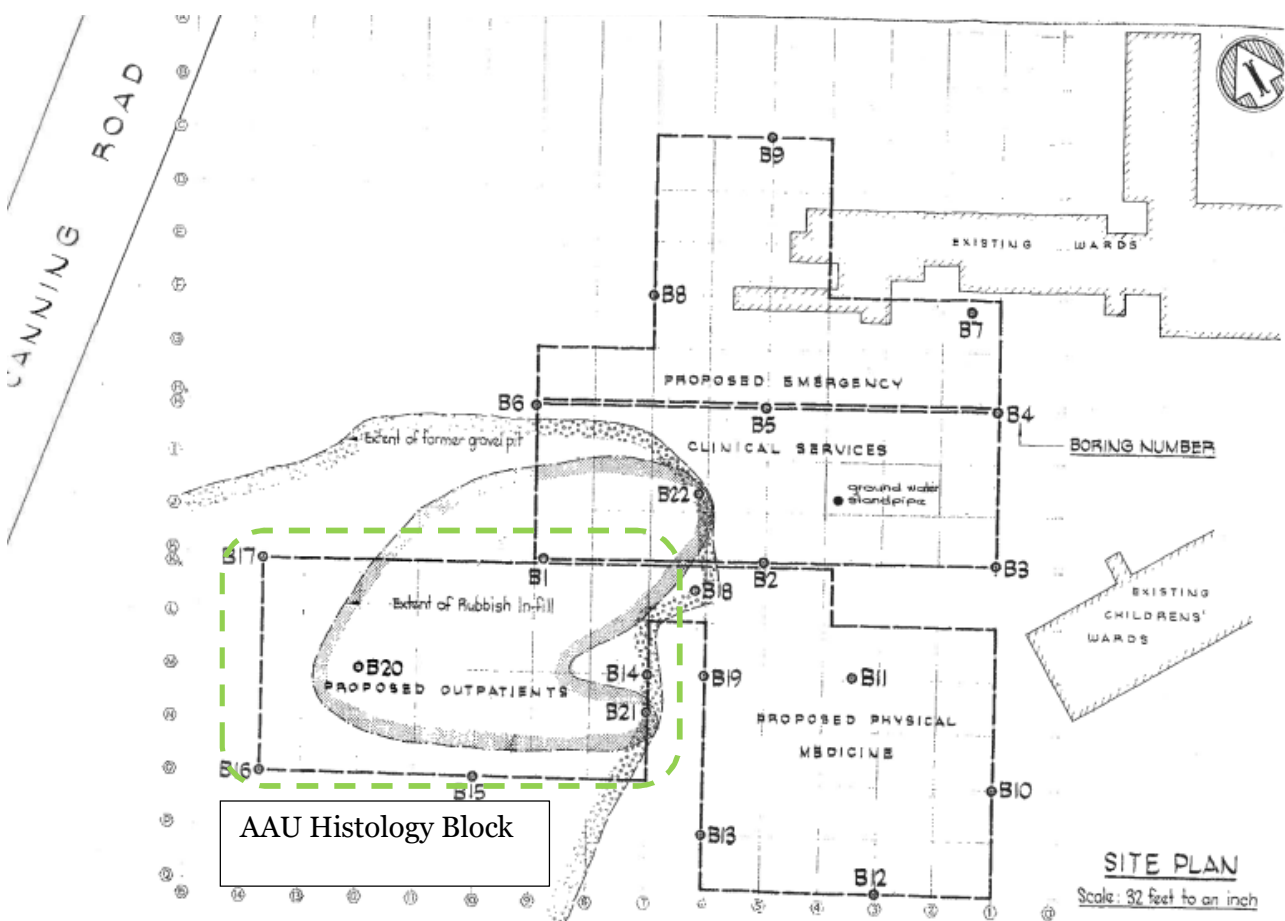 CANNING ROAD
B9
EXISTING WARDS
B8
B7
PROPOSED EMERGENCY
B6
B5
B4
Extent of former gravel pit
CLINICAL SERVICES
BORING NUMBER
B22
ground water
standpipe
B17
B1
B2
B3
B18
Extent of Rubbish In-fill
EXISTING
CHILDRENS'
WARDS
B20
B14
B19
B11
PROPOSED OUTPATIENTS
B21
PROPOSED PHYSICAL
MEDICINE
B16
B15
B10
AAU Histology Block
B13
B12
SITE PLAN
Scale: 32 feet to an inch